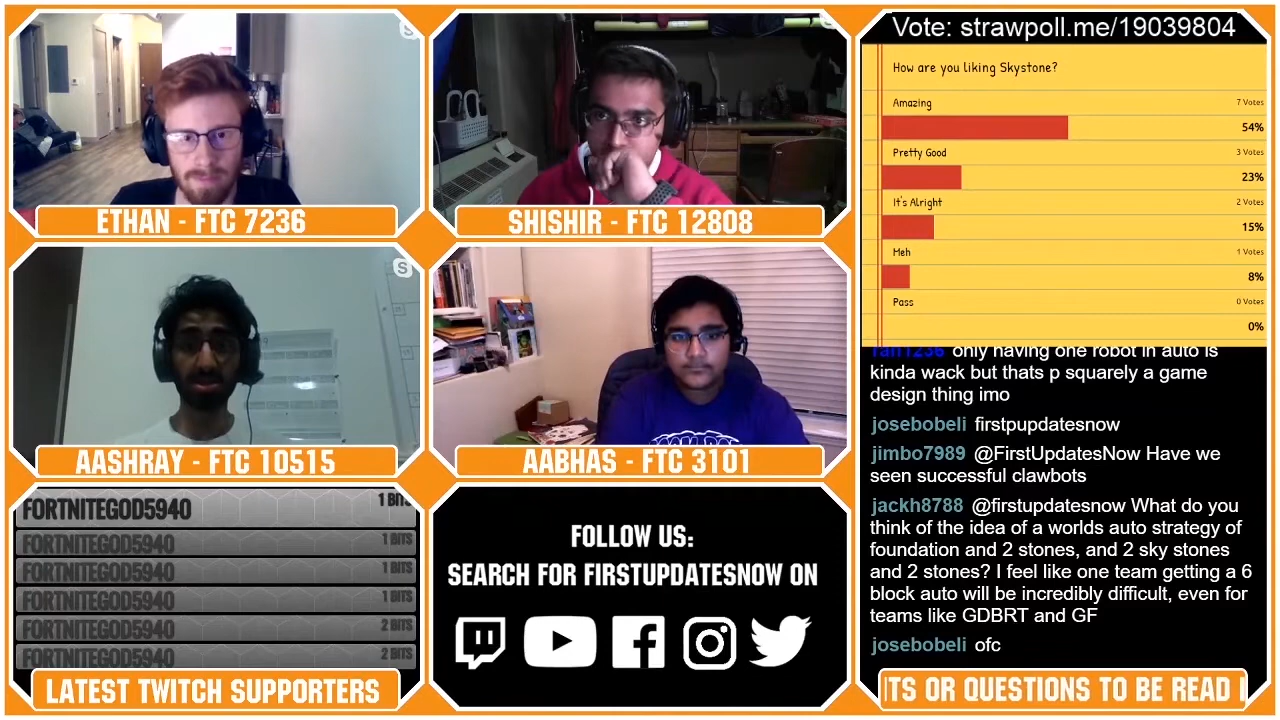 ETHAN - FTC 7236
SHISHIR - FTC 12808
AASHRAY - FTC 10515
AABHAS - FTC 3101
FORTNITEGOD5940 1 BITS
FORTNITEGOD5940 1 BITS
FORTNITEGOD5940 1 BITS
FORTNITEGOD5940 1 BITS
FORTNITEGOD5940 2 BITS
FORTNITEGOD5940 2 BITS
LATEST TWITCH SUPPORTERS
FOLLOW US:
SEARCH FOR FIRSTUPDATESNOW ON
Vote: strawpoll.me/19039804
How are you liking Skystone?
Amazing 7 Votes
54%
Pretty Good 3 Votes
23%
It's Alright 2 Votes
15%
Meh 1 Votes
8%
Pass 0 Votes
0%
only having one robot in auto is
kinda wack but thats p squarely a game
design thing imo
josebobeli firstpupdatesnow
jimbo7989 @FirstUpdatesNow Have we
seen successful clawbots
jackh8788 @firstupdatesnow What do you
think of the idea of a worlds auto strategy of
foundation and 2 stones, and 2 sky stones
and 2 stones? I feel like one team getting a 6
block auto will be incredibly difficult, even for
teams like GDBRT and GF
josebobeli ofc
ITS OR QUESTIONS TO BE READ